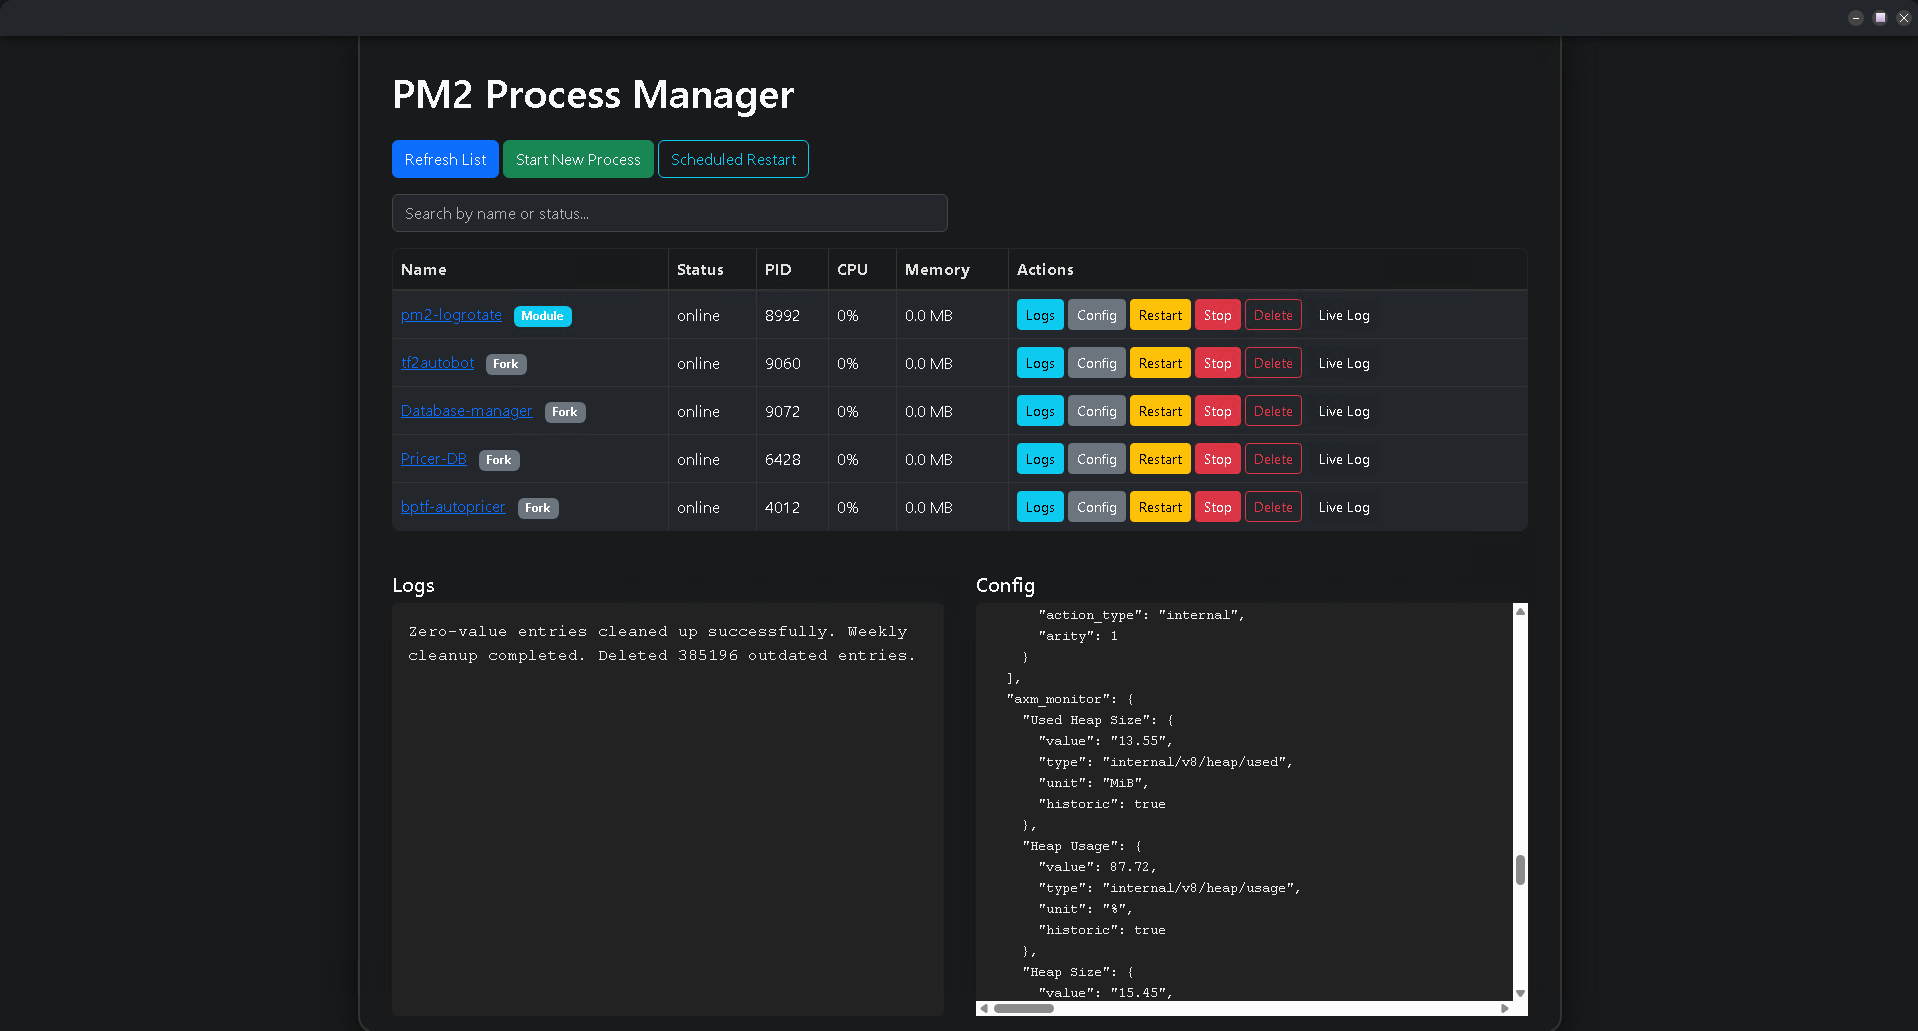 PM2 Process Manager
Refresh List Start New Process Scheduled Restart
Search by name or status...
Name Status PID CPU Memory Actions
pm2-logrotate Module online 8992 0% 0.0 MB Logs Config Restart Stop Delete Live Log
tf2autobot Fork online 9060 0% 0.0 MB Logs Config Restart Stop Delete Live Log
Database-manager Fork online 9072 0% 0.0 MB Logs Config Restart Stop Delete Live Log
Pricer-DB Fork online 6428 0% 0.0 MB Logs Config Restart Stop Delete Live Log
bptf-autopricer Fork online 4012 0% 0.0 MB Logs Config Restart Stop Delete Live Log
Logs
Zero-value entries cleaned up successfully. Weekly
cleanup completed. Deleted 385196 outdated entries.
Config
"action_type": "internal",
"arity": 1
}
],
"axm_monitor": {
"Used Heap Size": {
"value": "13.55",
"type": "internal/v8/heap/used",
"unit": "MiB",
"historic": true
},
"Heap Usage": {
"value": 87.72,
"type": "internal/v8/heap/usage",
"unit": "%",
"historic": true
},
"Heap Size": {
"value": "15.45",